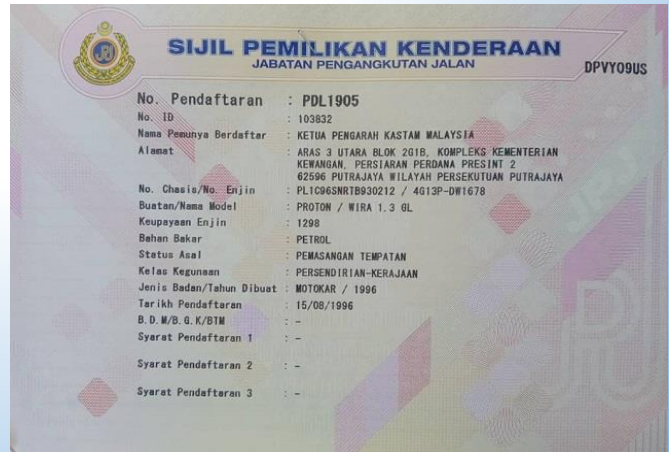 SIJIL PEMILIKAN KENDERAAN
JABATAN PENGANGKUTAN JALAN
DPVY09US
No. Pendaftaran : PDL1905
No. ID : 103832
Nama Pemunya Berdaftar : KETUA PENGARAH KASTAM MALAYSIA
Alamat : ARAS 3 UTARA BLOK 2G1B, KOMPLEKS KEMENTERIAN
KEWANGAN, PERSIARAN PERDANA PRESINT 2
62596 PUTRAJAYA WILAYAH PERSEKUTUAN PUTRAJAYA
No. Chasis/No. Enjin : PL1C96SNRTB930212 / 4G13P-DW1678
Buatan/Nama Model : PROTON / WIRA 1.3 GL
Keupayaan Enjin : 1298
Bahan Bakar : PETROL
Status Asal : PEMASANGAN TEMPATAN
Kelas Kegunaan : PERSENDIRIAN-KERAJAAN
Jenis Badan/Tahun Dibuat : MOTOKAR / 1996
Tarikh Pendaftaran : 15/08/1996
B.D.M/B.G.K/BTM : -
Syarat Pendaftaran 1 : -
Syarat Pendaftaran 2 : -
Syarat Pendaftaran 3 : -